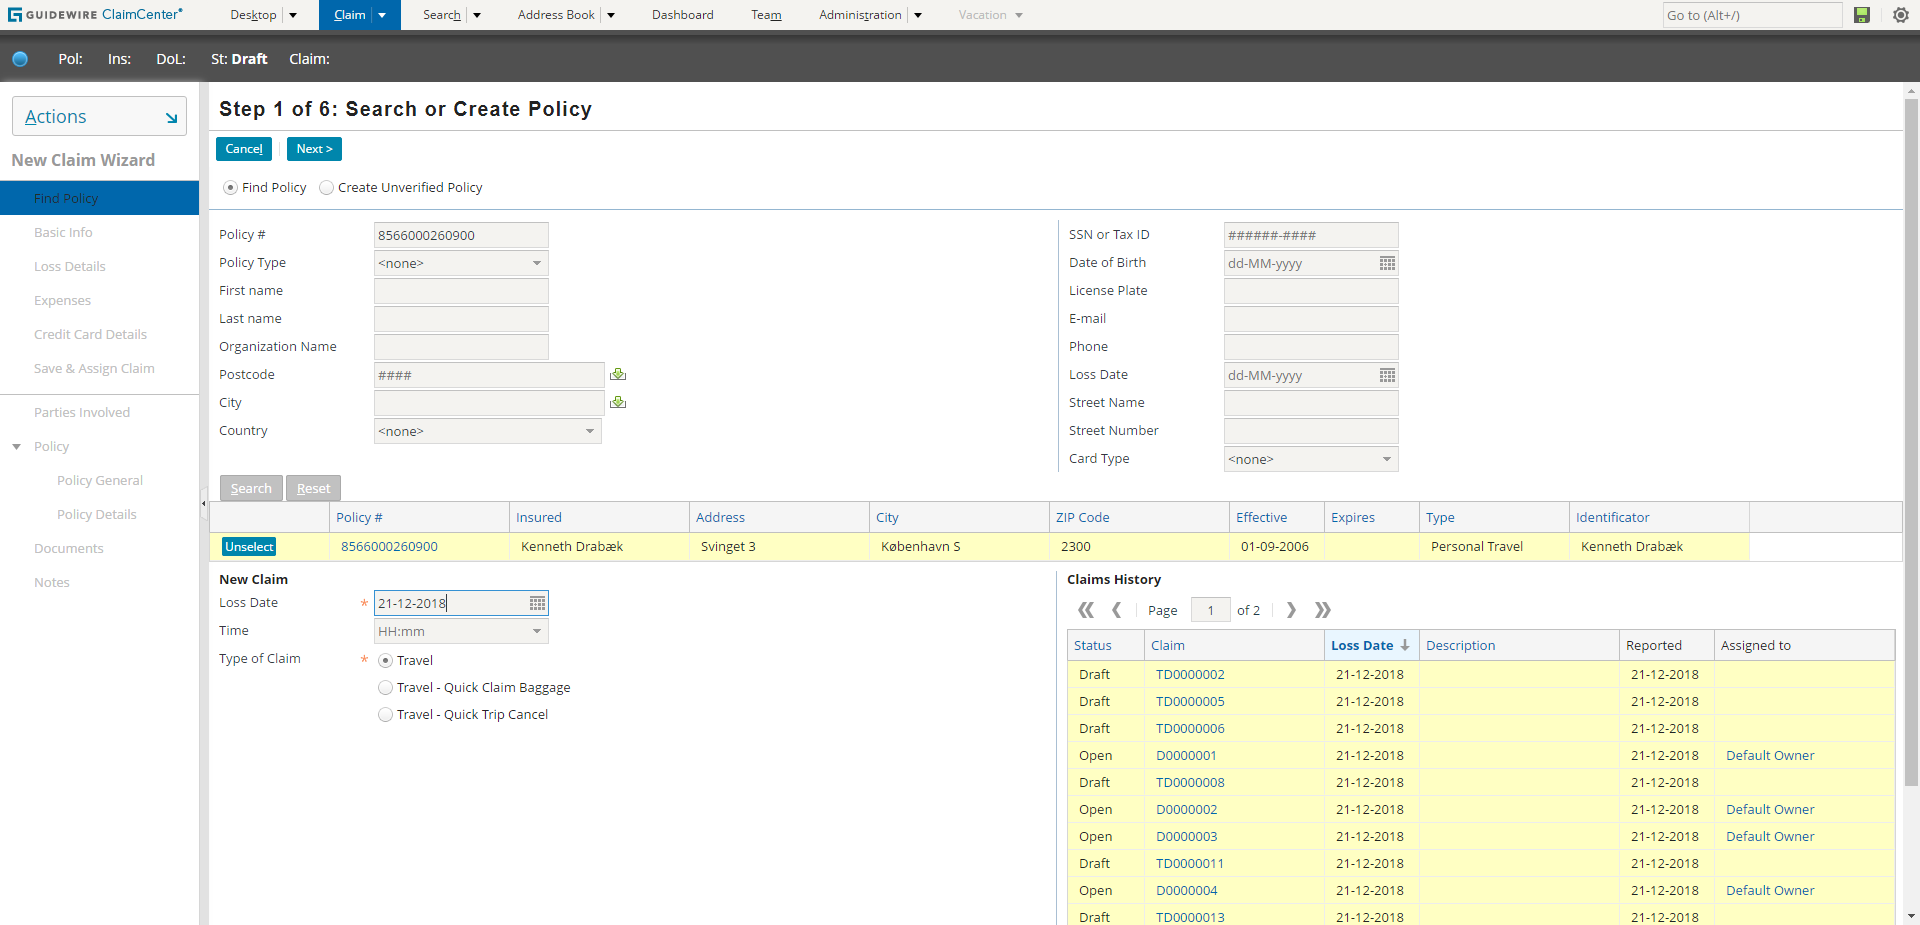 GUIDEWIRE ClaimCenter® Desktop Claim Search Address Book Dashboard Team Administration Vacation Go to (Alt+/)
Pol: Ins: DoL: St: Draft Claim:
Actions
New Claim Wizard
Find Policy
Basic Info
Loss Details
Expenses
Credit Card Details
Save & Assign Claim
Parties Involved
Policy
Policy General
Policy Details
Documents
Notes
Step 1 of 6: Search or Create Policy
Cancel Next >
Find Policy Create Unverified Policy
Policy # 8566000260900
Policy Type <none>
First name
Last name
Organization Name
Postcode ####
City
Country <none>
SSN or Tax ID ######-####
Date of Birth dd-MM-yyyy
License Plate
E-mail
Phone
Loss Date dd-MM-yyyy
Street Name
Street Number
Card Type <none>
Search Reset
Policy # Insured Address City ZIP Code Effective Expires Type Identificator
Unselect 8566000260900 Kenneth Drabæk Svinget 3 København S 2300 01-09-2006 Personal Travel Kenneth Drabæk
New Claim
Loss Date * 21-12-2018
Time HH:mm
Type of Claim * Travel
Travel - Quick Claim Baggage
Travel - Quick Trip Cancel
Claims History
Page 1 of 2
Status Claim Loss Date Description Reported Assigned to
Draft TD0000002 21-12-2018 21-12-2018
Draft TD0000005 21-12-2018 21-12-2018
Draft TD0000006 21-12-2018 21-12-2018
Open D0000001 21-12-2018 21-12-2018 Default Owner
Draft TD0000008 21-12-2018 21-12-2018
Open D0000002 21-12-2018 21-12-2018 Default Owner
Open D0000003 21-12-2018 21-12-2018 Default Owner
Draft TD0000011 21-12-2018 21-12-2018
Open D0000004 21-12-2018 21-12-2018 Default Owner
Draft TD0000013 21-12-2018 21-12-2018